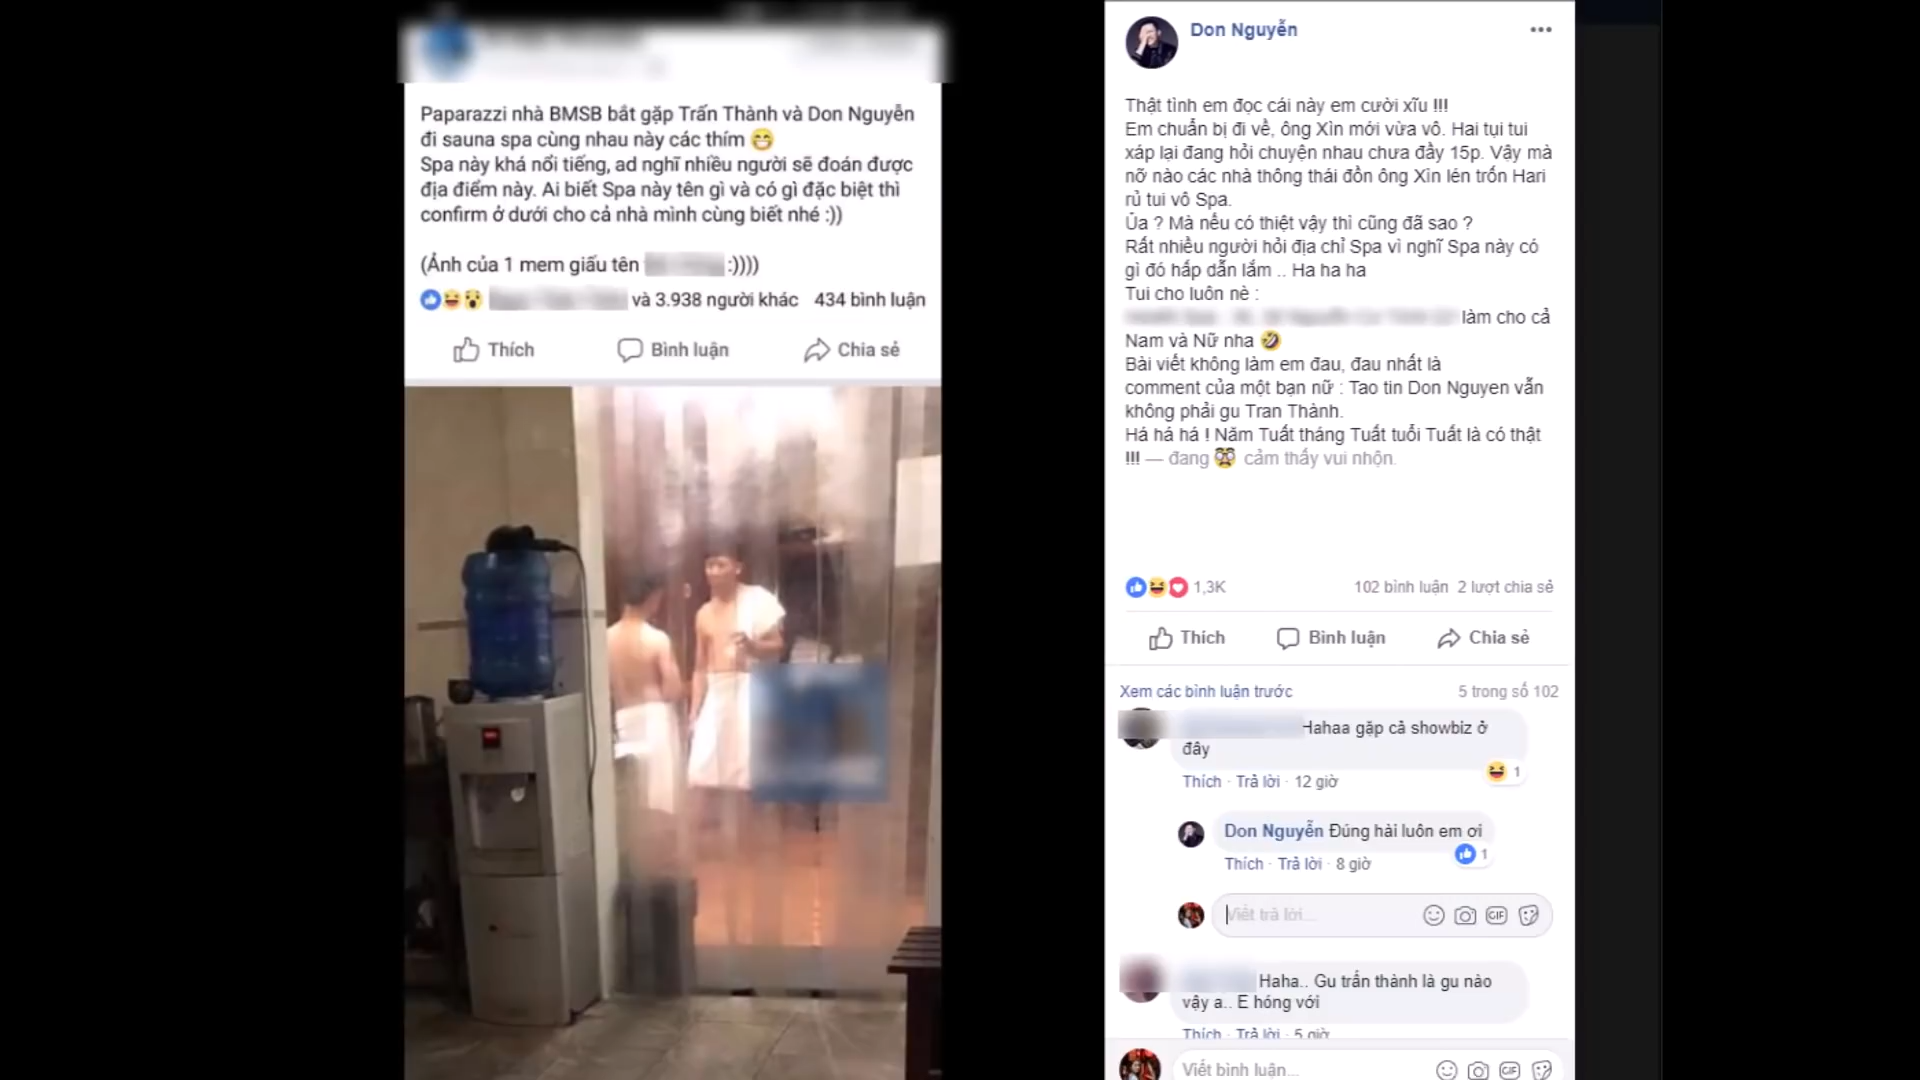 Paparazzi nhà BMSB bắt gặp Trấn Thành và Don Nguyễn
đi sauna spa cùng nhau này các thím 😁
Spa này khá nổi tiếng, ad nghĩ nhiều người sẽ đoán được
địa điểm này. Ai biết Spa này tên gì và có gì đặc biệt thì
confirm ở dưới cho cả nhà mình cùng biết nhé :))
(Ảnh của 1 mem giấu tên :))))
và 3.938 người khác 434 bình luận
Thích Bình luận Chia sẻ
Don Nguyễn
Thật tình em đọc cái này em cười xĩu !!!
Em chuẩn bị đi về, ông Xìn mới vừa vô. Hai tụi tui
xáp lại đang hỏi chuyện nhau chưa đầy 15p. Vậy mà
nỡ nào các nhà thông thái đồn ông Xìn lén trốn Hari
rủ tui vô Spa.
Ủa ? Mà nếu có thiệt vậy thì cũng đã sao ?
Rất nhiều người hỏi địa chỉ Spa vì nghĩ Spa này có
gì đó hấp dẫn lắm .. Ha ha ha
Tui cho luôn nè :
làm cho cả
Nam và Nữ nha 🤣
Bài viết không làm em đau, đau nhất là
comment của một bạn nữ : Tao tin Don Nguyen vẫn
không phải gu Tran Thành.
Há há há ! Năm Tuất tháng Tuất tuổi Tuất là có thật
!!! — đang cảm thấy vui nhộn.
1,3K 102 bình luận 2 lượt chia sẻ
Thích Bình luận Chia sẻ
Xem các bình luận trước 5 trong số 102
Hahaa gặp cả showbiz ở
đây
1
Thích · Trả lời · 12 giờ
Don Nguyễn Đúng hài luôn em ơi
1
Thích · Trả lời · 8 giờ
Viết trả lời...
GIF
Haha.. Gu trấn thành là gu nào
vậy a.. E hóng với
Thích · Trả lời · 5 giờ
Viết bình luận...
GIF